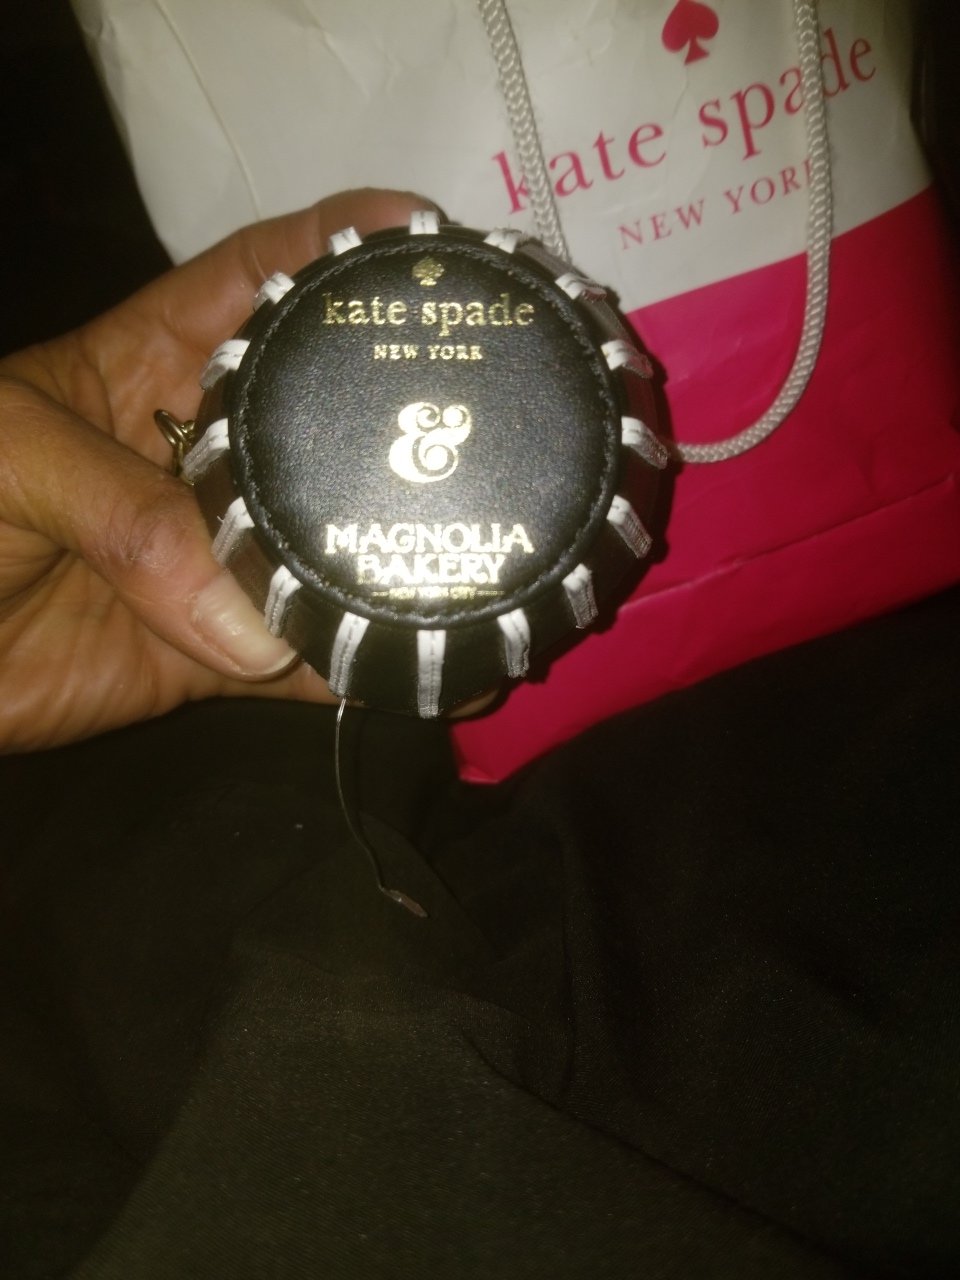 kate spade
NEW YORK
kate spade
NEW YORK
&
MAGNOLIA
BAKERY
NEW YORK CITY